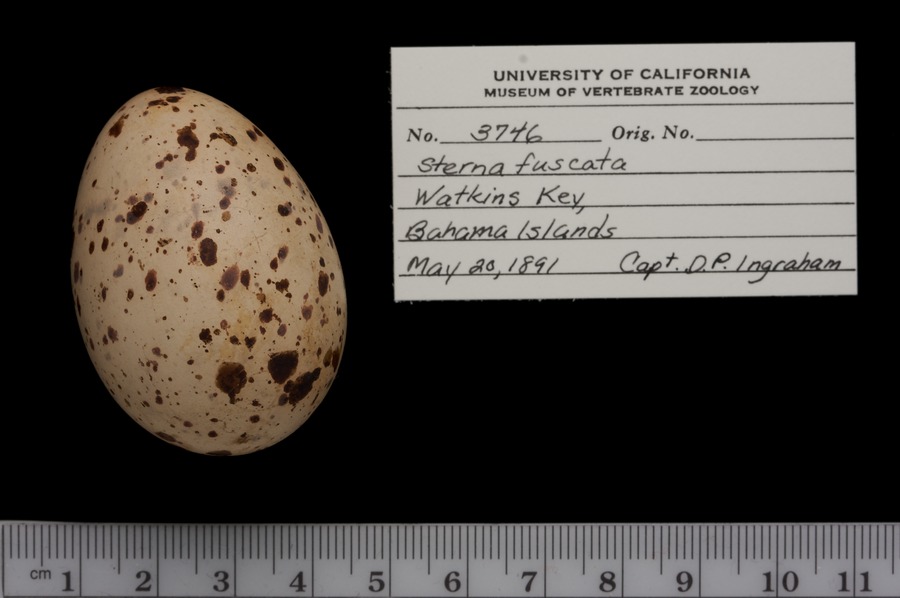 UNIVERSITY OF CALIFORNIA
MUSEUM OF VERTEBRATE ZOOLOGY
No. 3746 Orig. No.
Sterna fuscata
Watkins Key,
Bahama Islands
May 20, 1891 Capt. D.P. Ingraham
cm 1 2 3 4 5 6 7 8 9 10 11